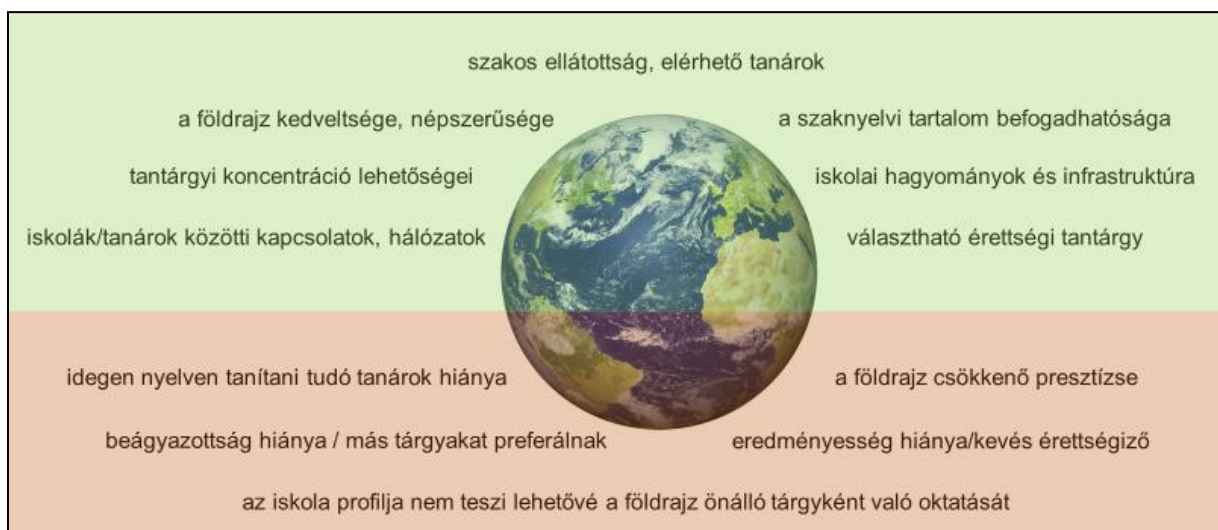 szakos ellátottság, elérhető tanárok
a földrajz kedveltsége, népszerűsége
a szaknyelvi tartalom befogadhatósága
tantárgyi koncentráció lehetőségei
iskolai hagyományok és infrastruktúra
iskolák/tanárok közötti kapcsolatok, hálózatok
választható érettségi tantárgy
idegen nyelven tanítani tudó tanárok hiánya
a földrajz csökkenő presztízse
beágyazottság hiánya / más tárgyakat preferálnak
eredményesség hiánya/kevés érettségiző
az iskola profilja nem teszi lehetővé a földrajz önálló tárgyként való oktatását